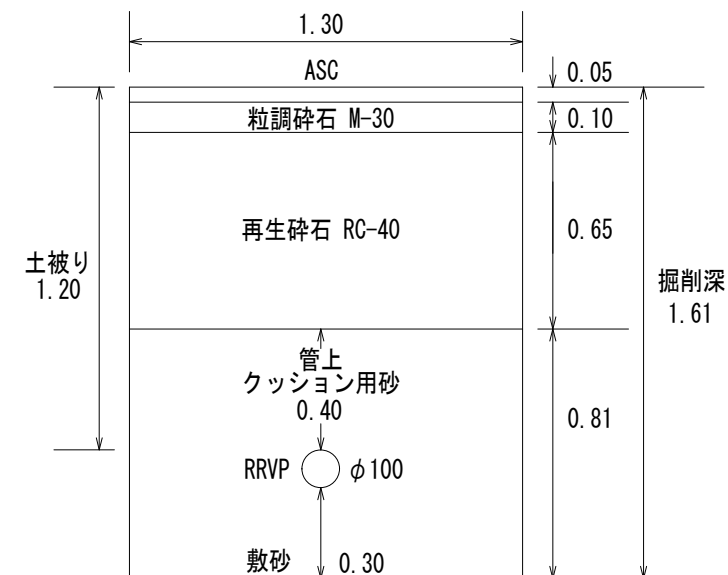 1.30
ASC
0.05
粒調砕石 M-30
0.10
再生砕石 RC-40
0.65
土被り
1.20
掘削深
1.61
管上
クッション用砂
0.40
0.81
RRVP φ100
敷砂 0.30